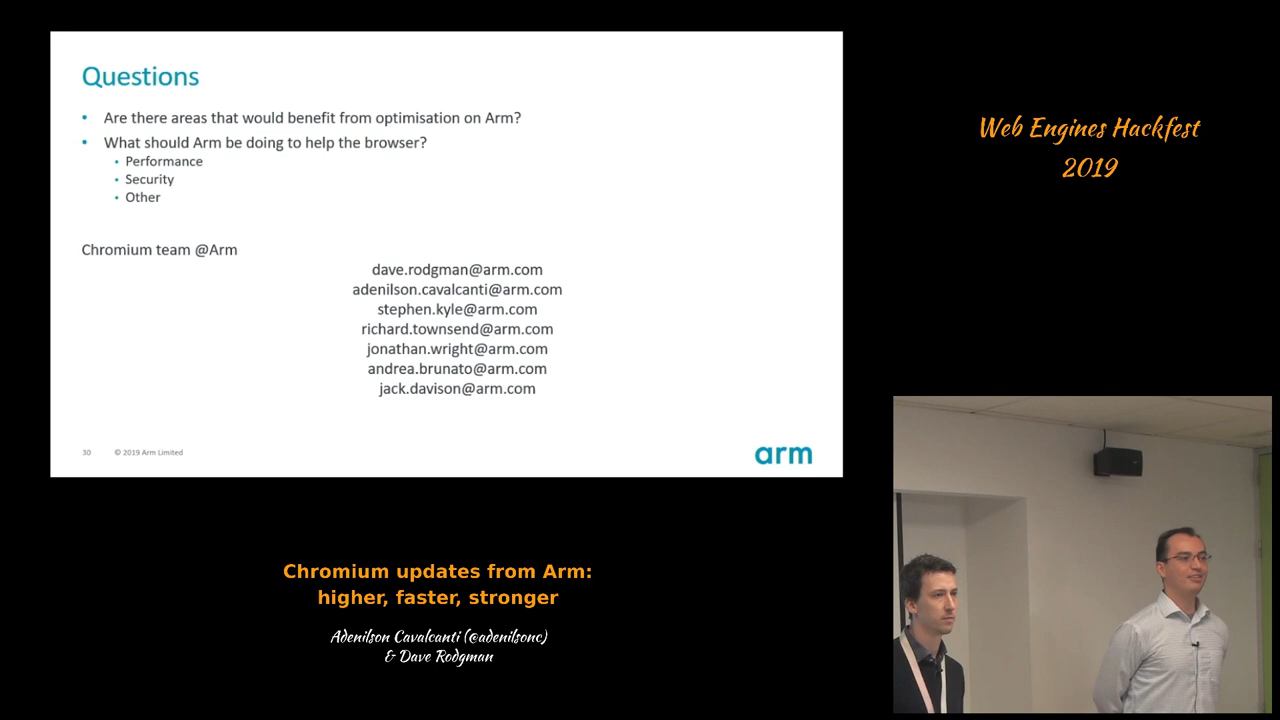 Questions
• Are there areas that would benefit from optimisation on Arm?
• What should Arm be doing to help the browser?
• Performance
• Security
• Other
Chromium team @Arm
dave.rodgman@arm.com
adenilson.cavalcanti@arm.com
stephen.kyle@arm.com
richard.townsend@arm.com
jonathan.wright@arm.com
andrea.brunato@arm.com
jack.davison@arm.com
30 © 2019 Arm Limited
arm
Web Engines Hackfest
2019
Chromium updates from Arm:
higher, faster, stronger
Adenilson Cavalcanti (@adenilsonc)
& Dave Rodgman